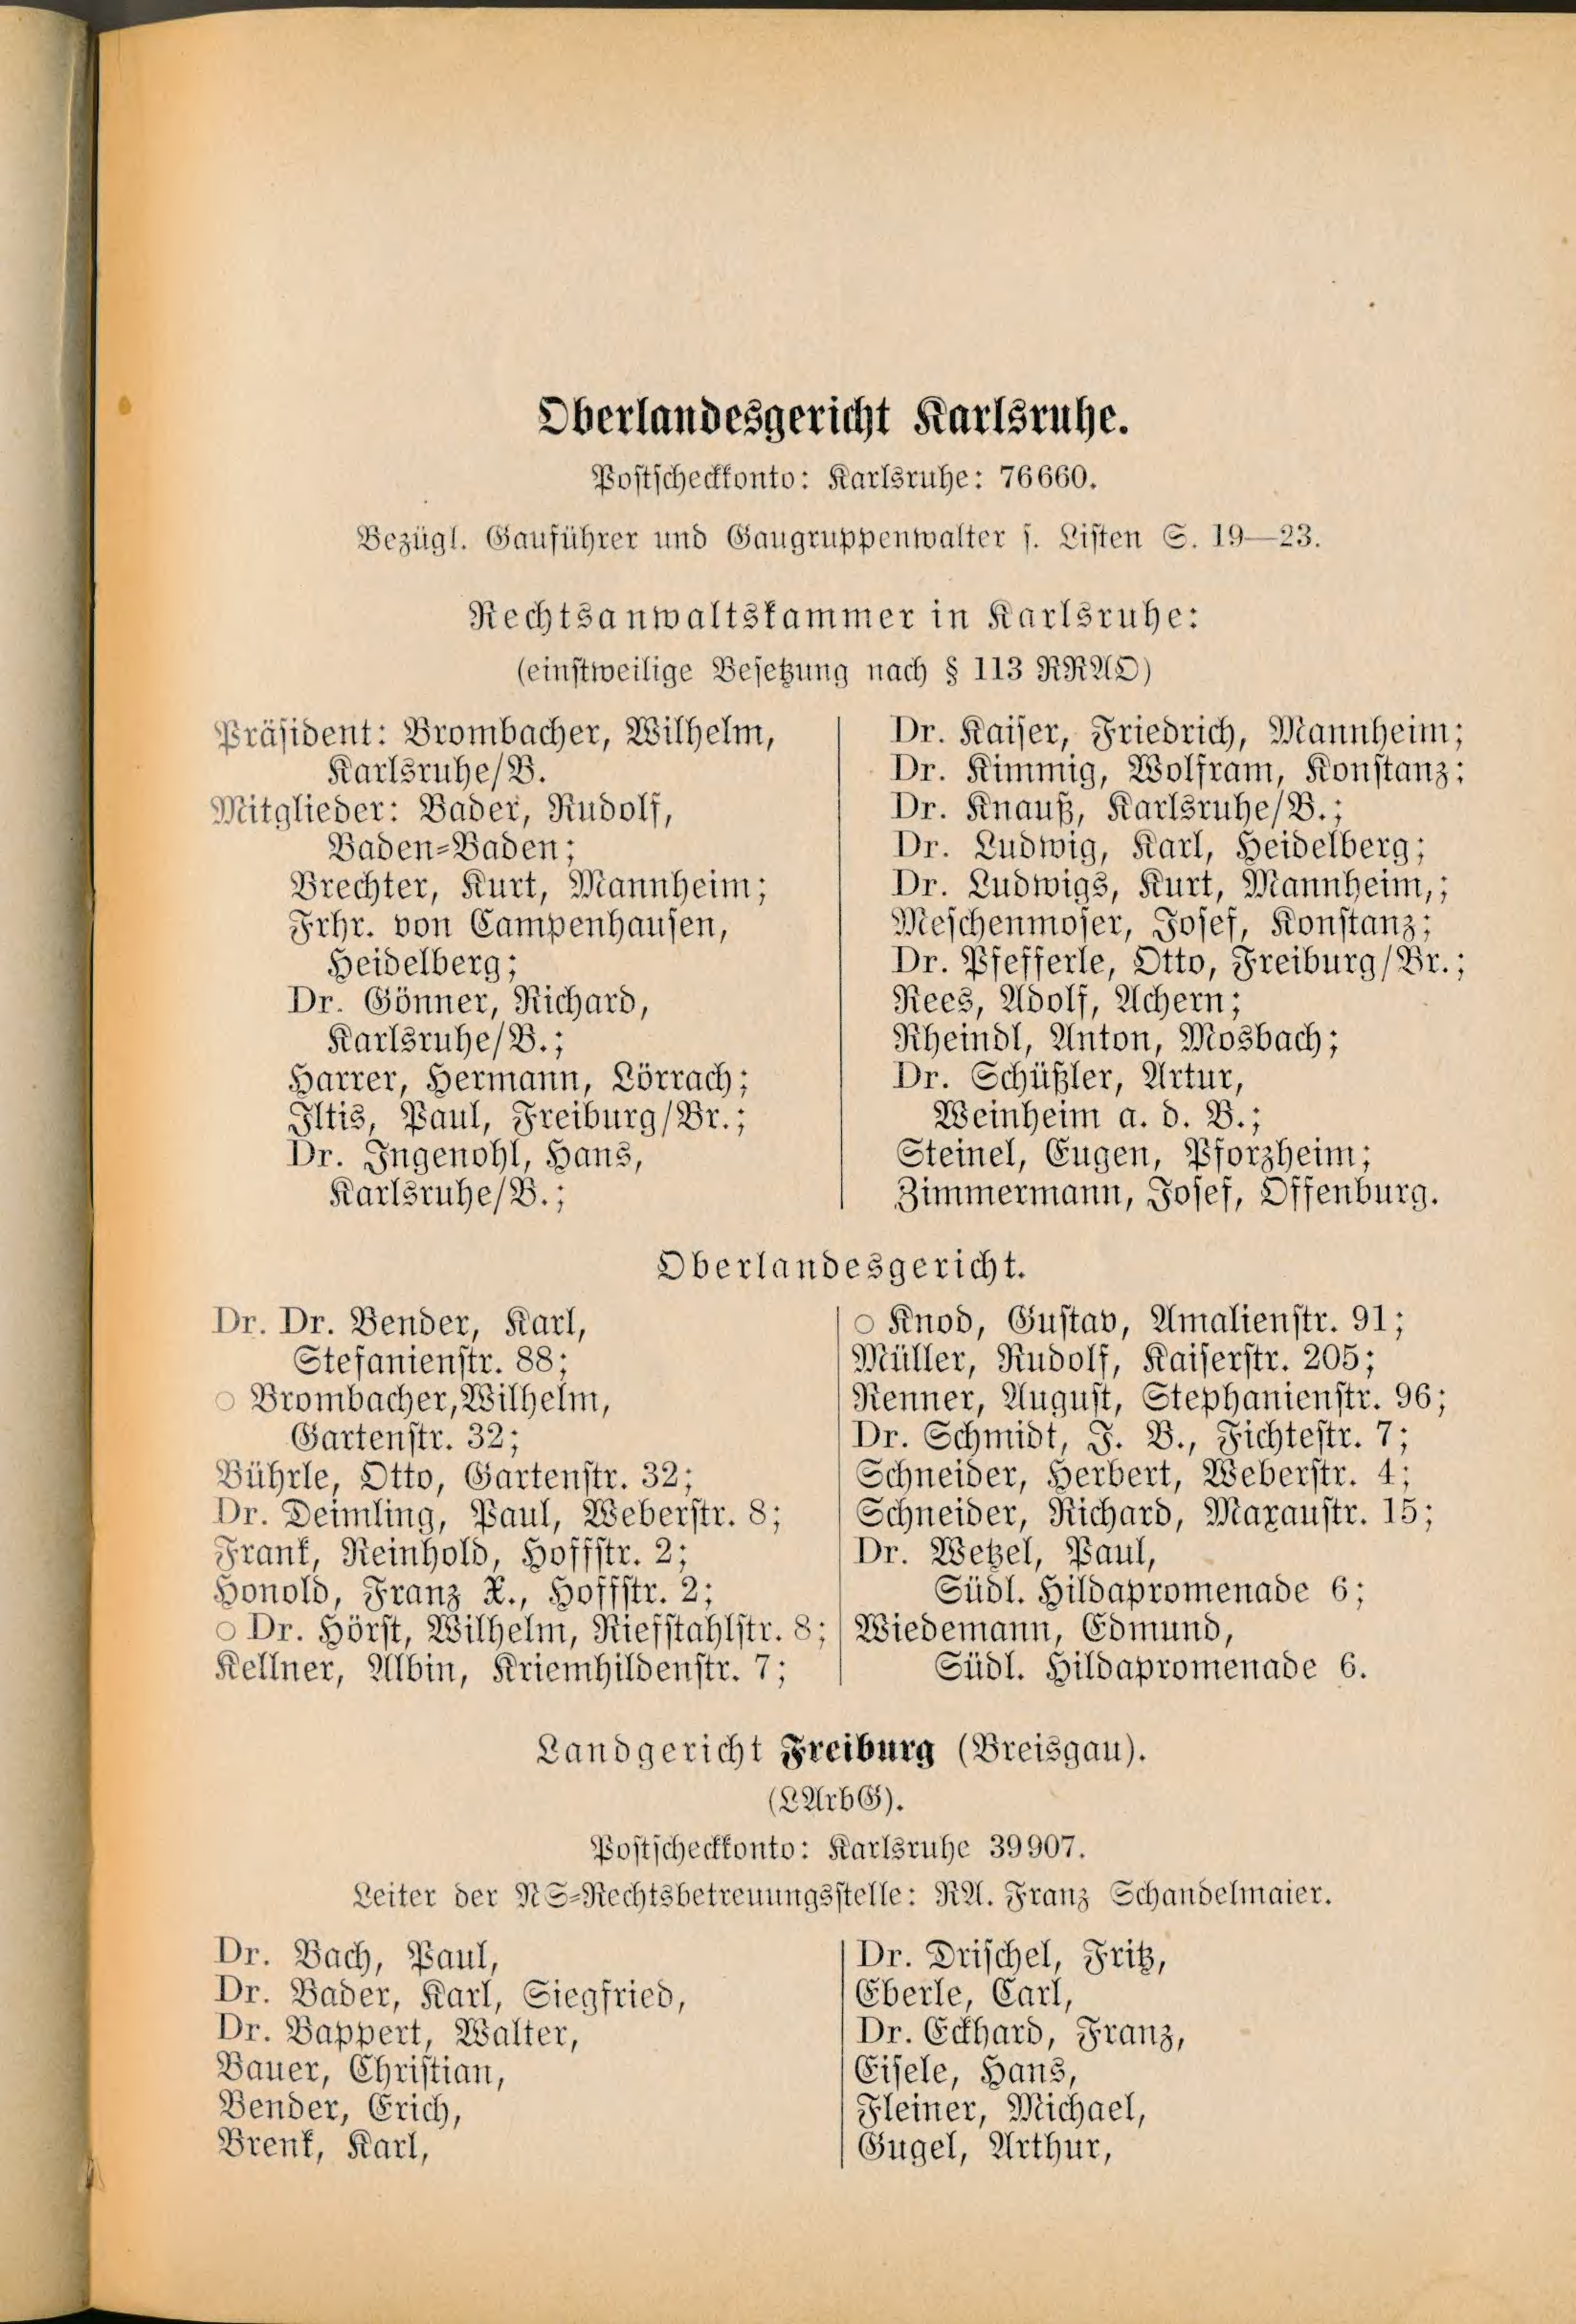 Oberlandesgericht Karlsruhe.
Postscheckkonto: Karlsruhe: 76660.
Bezügl. Gauführer und Gaugruppenwalter s. Listen S. 19—23.
Rechtsanwaltskammer in Karlsruhe:
(einstweilige Besetzung nach § 113 RRAO)
Präsident: Brombacher, Wilhelm,
Karlsruhe/B.
Mitglieder: Bader, Rudolf,
Baden-Baden;
Brechter, Kurt, Mannheim;
Frhr. von Campenhausen,
Heidelberg;
Dr. Gönner, Richard,
Karlsruhe/B.;
Harrer, Hermann, Lörrach;
Iltis, Paul, Freiburg/Br.;
Dr. Ingenohl, Hans,
Karlsruhe/B.;
Dr. Kaiser, Friedrich, Mannheim;
Dr. Kimmig, Wolfram, Konstanz;
Dr. Knauß, Karlsruhe/B.;
Dr. Ludwig, Karl, Heidelberg;
Dr. Ludwigs, Kurt, Mannheim,;
Meschenmoser, Josef, Konstanz;
Dr. Pfefferle, Otto, Freiburg/Br.;
Rees, Adolf, Achern;
Rheindl, Anton, Mosbach;
Dr. Schüßler, Artur,
Weinheim a. d. B.;
Steinel, Eugen, Pforzheim;
Zimmermann, Josef, Offenburg.
Oberlandesgericht.
Dr. Dr. Bender, Karl,
Stefanienstr. 88;
○ Brombacher,Wilhelm,
Gartenstr. 32;
Bührle, Otto, Gartenstr. 32;
Dr. Deimling, Paul, Weberstr. 8;
Frank, Reinhold, Hoffstr. 2;
Honold, Franz X., Hoffstr. 2;
○ Dr. Hörst, Wilhelm, Riefstahlstr. 8;
Kellner, Albin, Kriemhildenstr. 7;
○ Knod, Gustav, Amalienstr. 91;
Müller, Rudolf, Kaiserstr. 205;
Renner, August, Stephanienstr. 96;
Dr. Schmidt, J. B., Fichtestr. 7;
Schneider, Herbert, Weberstr. 4;
Schneider, Richard, Maxaustr. 15;
Dr. Wetzel, Paul,
Südl. Hildapromenade 6;
Wiedemann, Edmund,
Südl. Hildapromenade 6.
Landgericht Freiburg (Breisgau).
(LArbG).
Postscheckkonto: Karlsruhe 39907.
Leiter der NS-Rechtsbetreuungsstelle: RA. Franz Schandelmaier.
Dr. Bach, Paul,
Dr. Bader, Karl, Siegfried,
Dr. Bappert, Walter,
Bauer, Christian,
Bender, Erich,
Brenk, Karl,
Dr. Drischel, Fritz,
Eberle, Carl,
Dr. Eckhard, Franz,
Eisele, Hans,
Fleiner, Michael,
Gugel, Arthur,